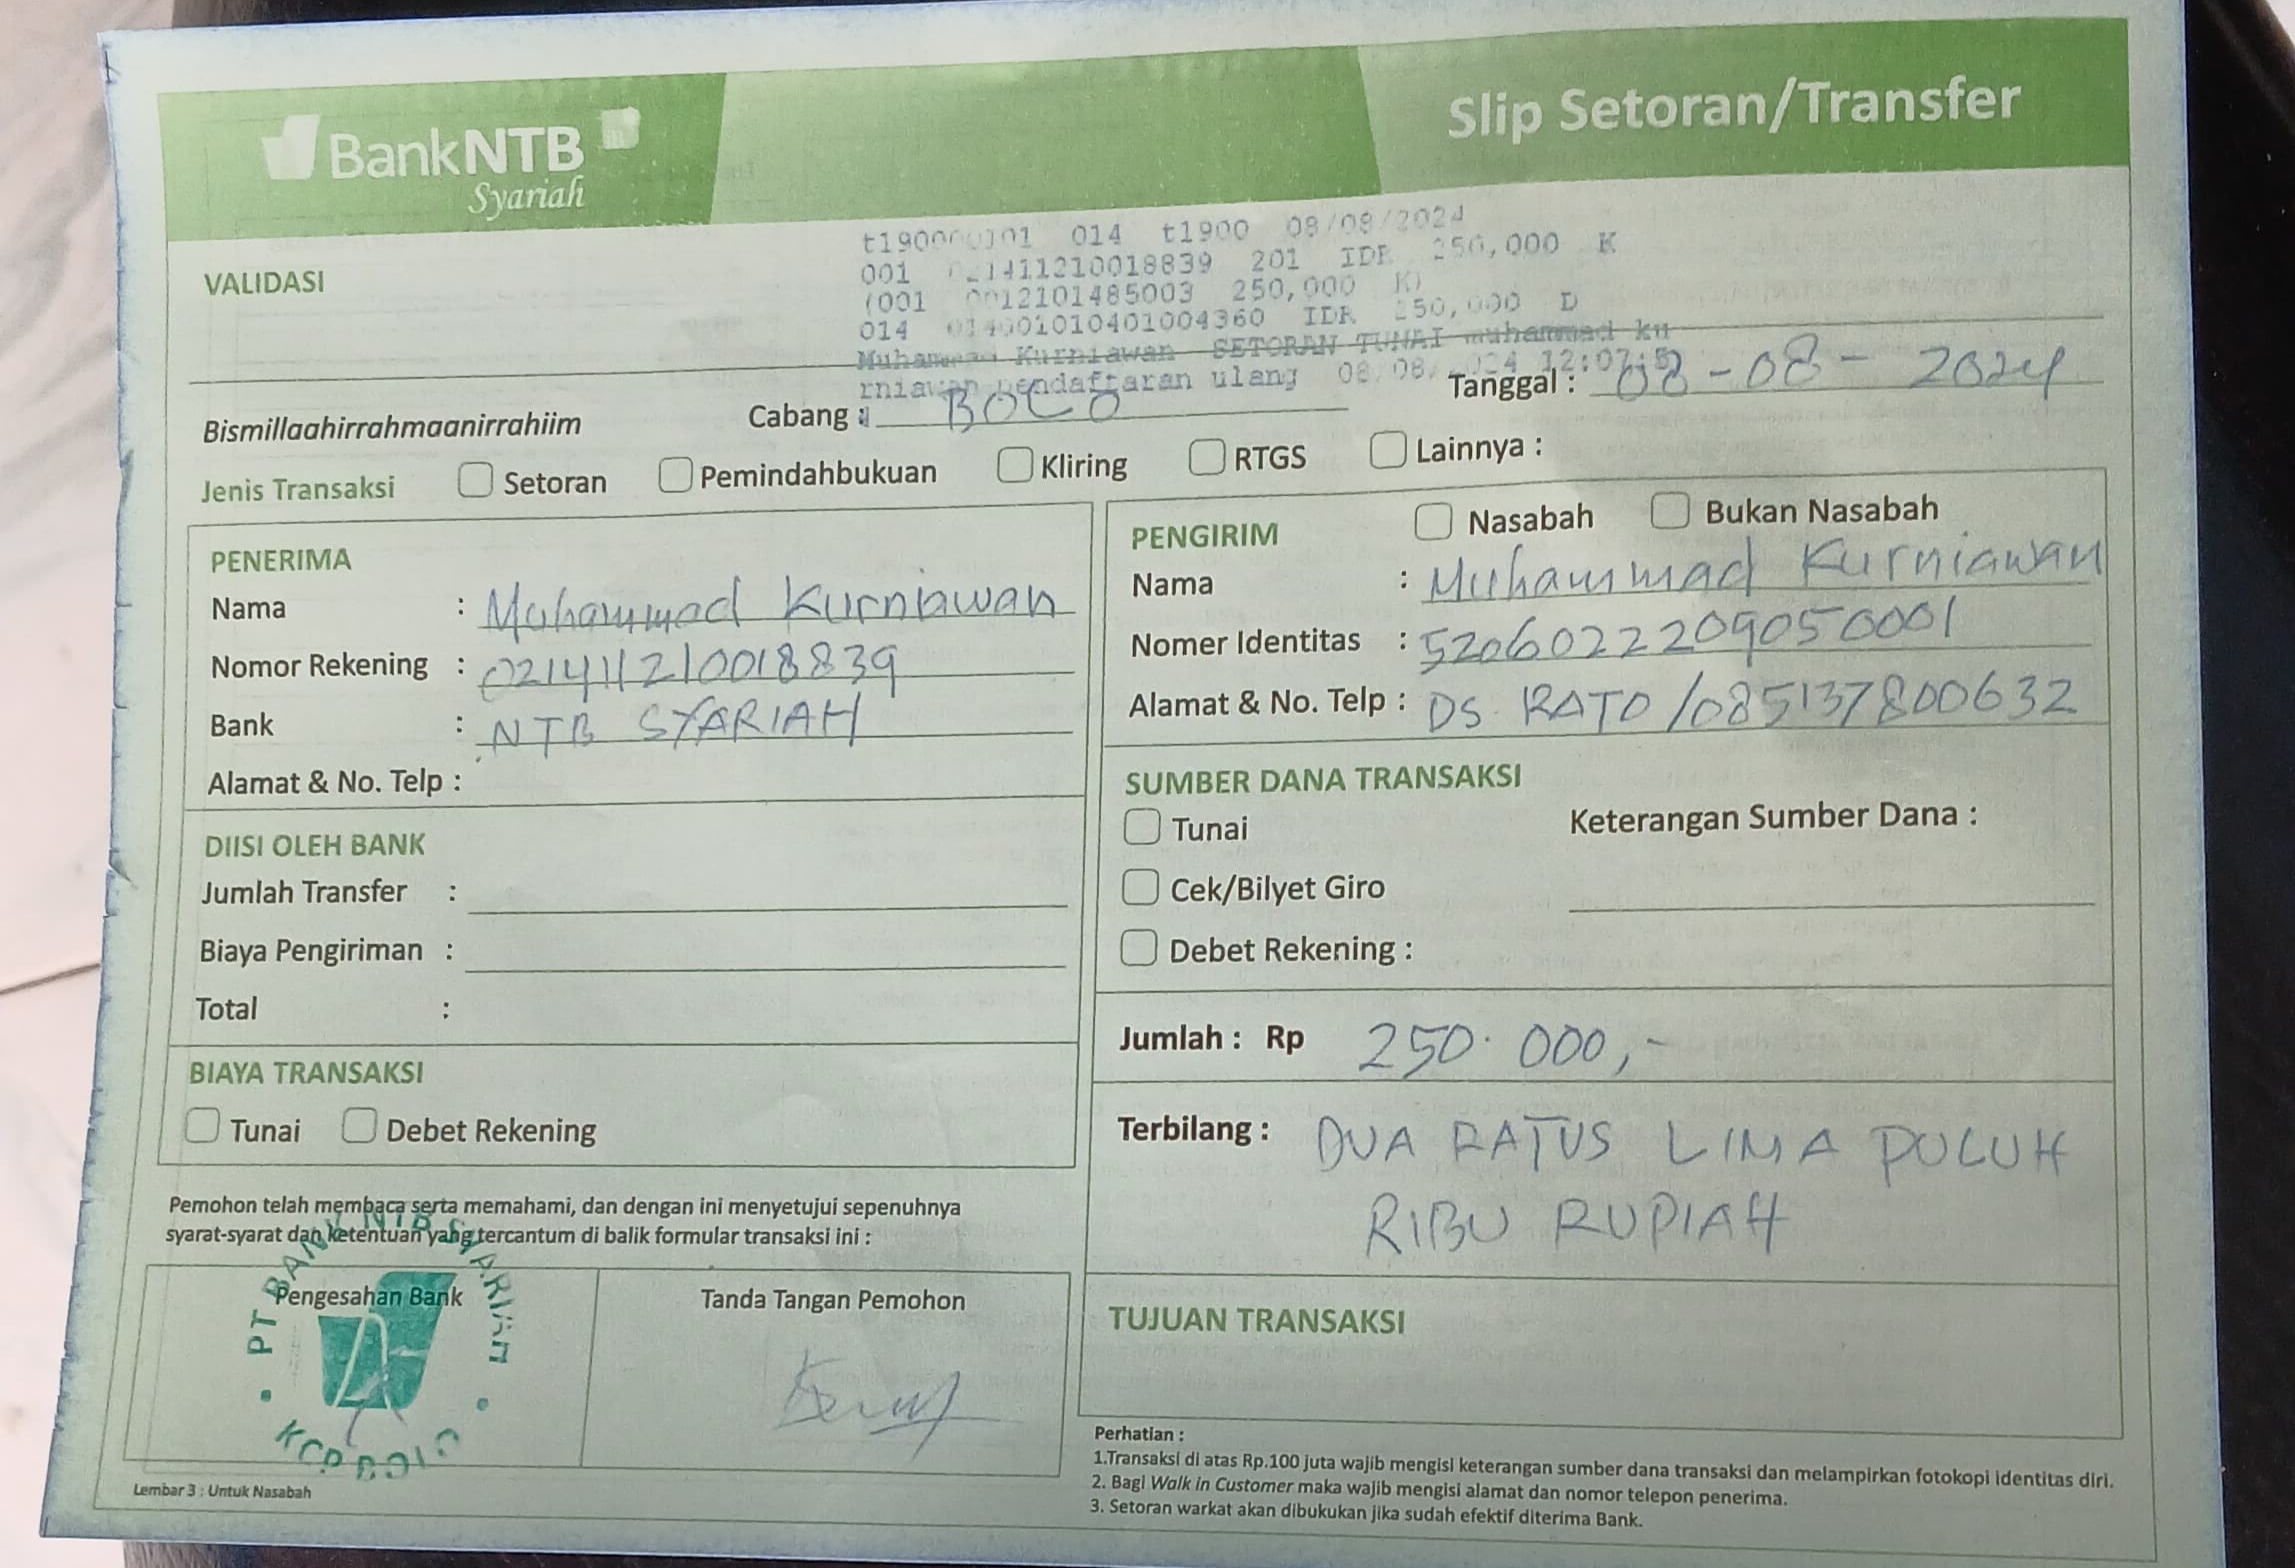 BankNTB
Syariah
Slip Setoran/Transfer
VALIDASI
014 t1900 08/08/2024
001 021411210018839 201 IDR 250,000 K
(001 0012101485003 250,000 K)
014 014001010401004360 IDR 250,000 D
Muhammad Kurniawan SETORAN TUNAI muhammad ku
rniawan pendaftaran ulang 08/08/2024 12:07:5
Bismillaahirrahmaanirrahiim
Cabang : BOLO
Tanggal : 08-08-2024
Jenis Transaksi Setoran Pemindahbukuan Kliring RTGS Lainnya :
PENERIMA
Nama : Muhammad Kurniawan
Nomor Rekening : 021411210018839
Bank : NTB SYARIAH
Alamat & No. Telp :
DIISI OLEH BANK
Jumlah Transfer :
Biaya Pengiriman :
Total :
BIAYA TRANSAKSI
Tunai Debet Rekening
PENGIRIM Nasabah Bukan Nasabah
Nama : Muhammad Kurniawan
Nomer Identitas : 5206022209050001
Alamat & No. Telp : DS. RATO /085137800632
SUMBER DANA TRANSAKSI
Tunai
Keterangan Sumber Dana :
Cek/Bilyet Giro
Debet Rekening :
Jumlah : Rp 250.000,-
Terbilang : DUA RATUS LIMA PULUH
RIBU RUPIAH
TUJUAN TRANSAKSI
Pemohon telah membaca serta memahami, dan dengan ini menyetujui sepenuhnya
syarat-syarat dan ketentuan yang tercantum di balik formular transaksi ini :
Pengesahan Bank
Tanda Tangan Pemohon
PT BANK NTB SYARIAH
KCP BOLO
Lembar 3 : Untuk Nasabah
Perhatian :
1.Transaksi di atas Rp.100 juta wajib mengisi keterangan sumber dana transaksi dan melampirkan fotokopi identitas diri.
2. Bagi Walk in Customer maka wajib mengisi alamat dan nomor telepon penerima.
3. Setoran warkat akan dibukukan jika sudah efektif diterima Bank.